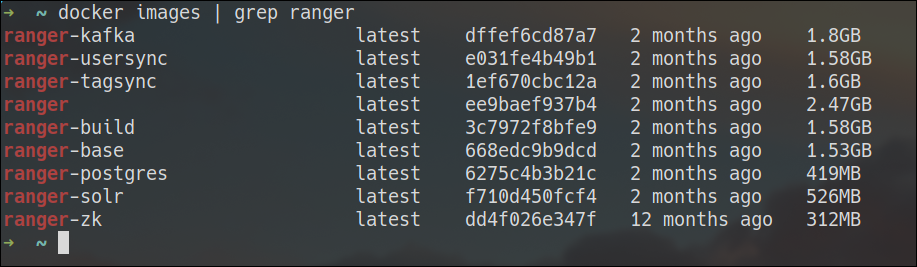 → ~ docker images | grep ranger
ranger-kafka latest dffef6cd87a7 2 months ago 1.8GB
ranger-usersync latest e031fe4b49b1 2 months ago 1.58GB
ranger-tagsync latest 1ef670cbc12a 2 months ago 1.6GB
ranger latest ee9baef937b4 2 months ago 2.47GB
ranger-build latest 3c7972f8bfe9 2 months ago 1.58GB
ranger-base latest 668edc9b9dcd 2 months ago 1.53GB
ranger-postgres latest 6275c4b3b21c 2 months ago 419MB
ranger-solr latest f710d450fcf4 2 months ago 526MB
ranger-zk latest dd4f026e347f 12 months ago 312MB
→ ~